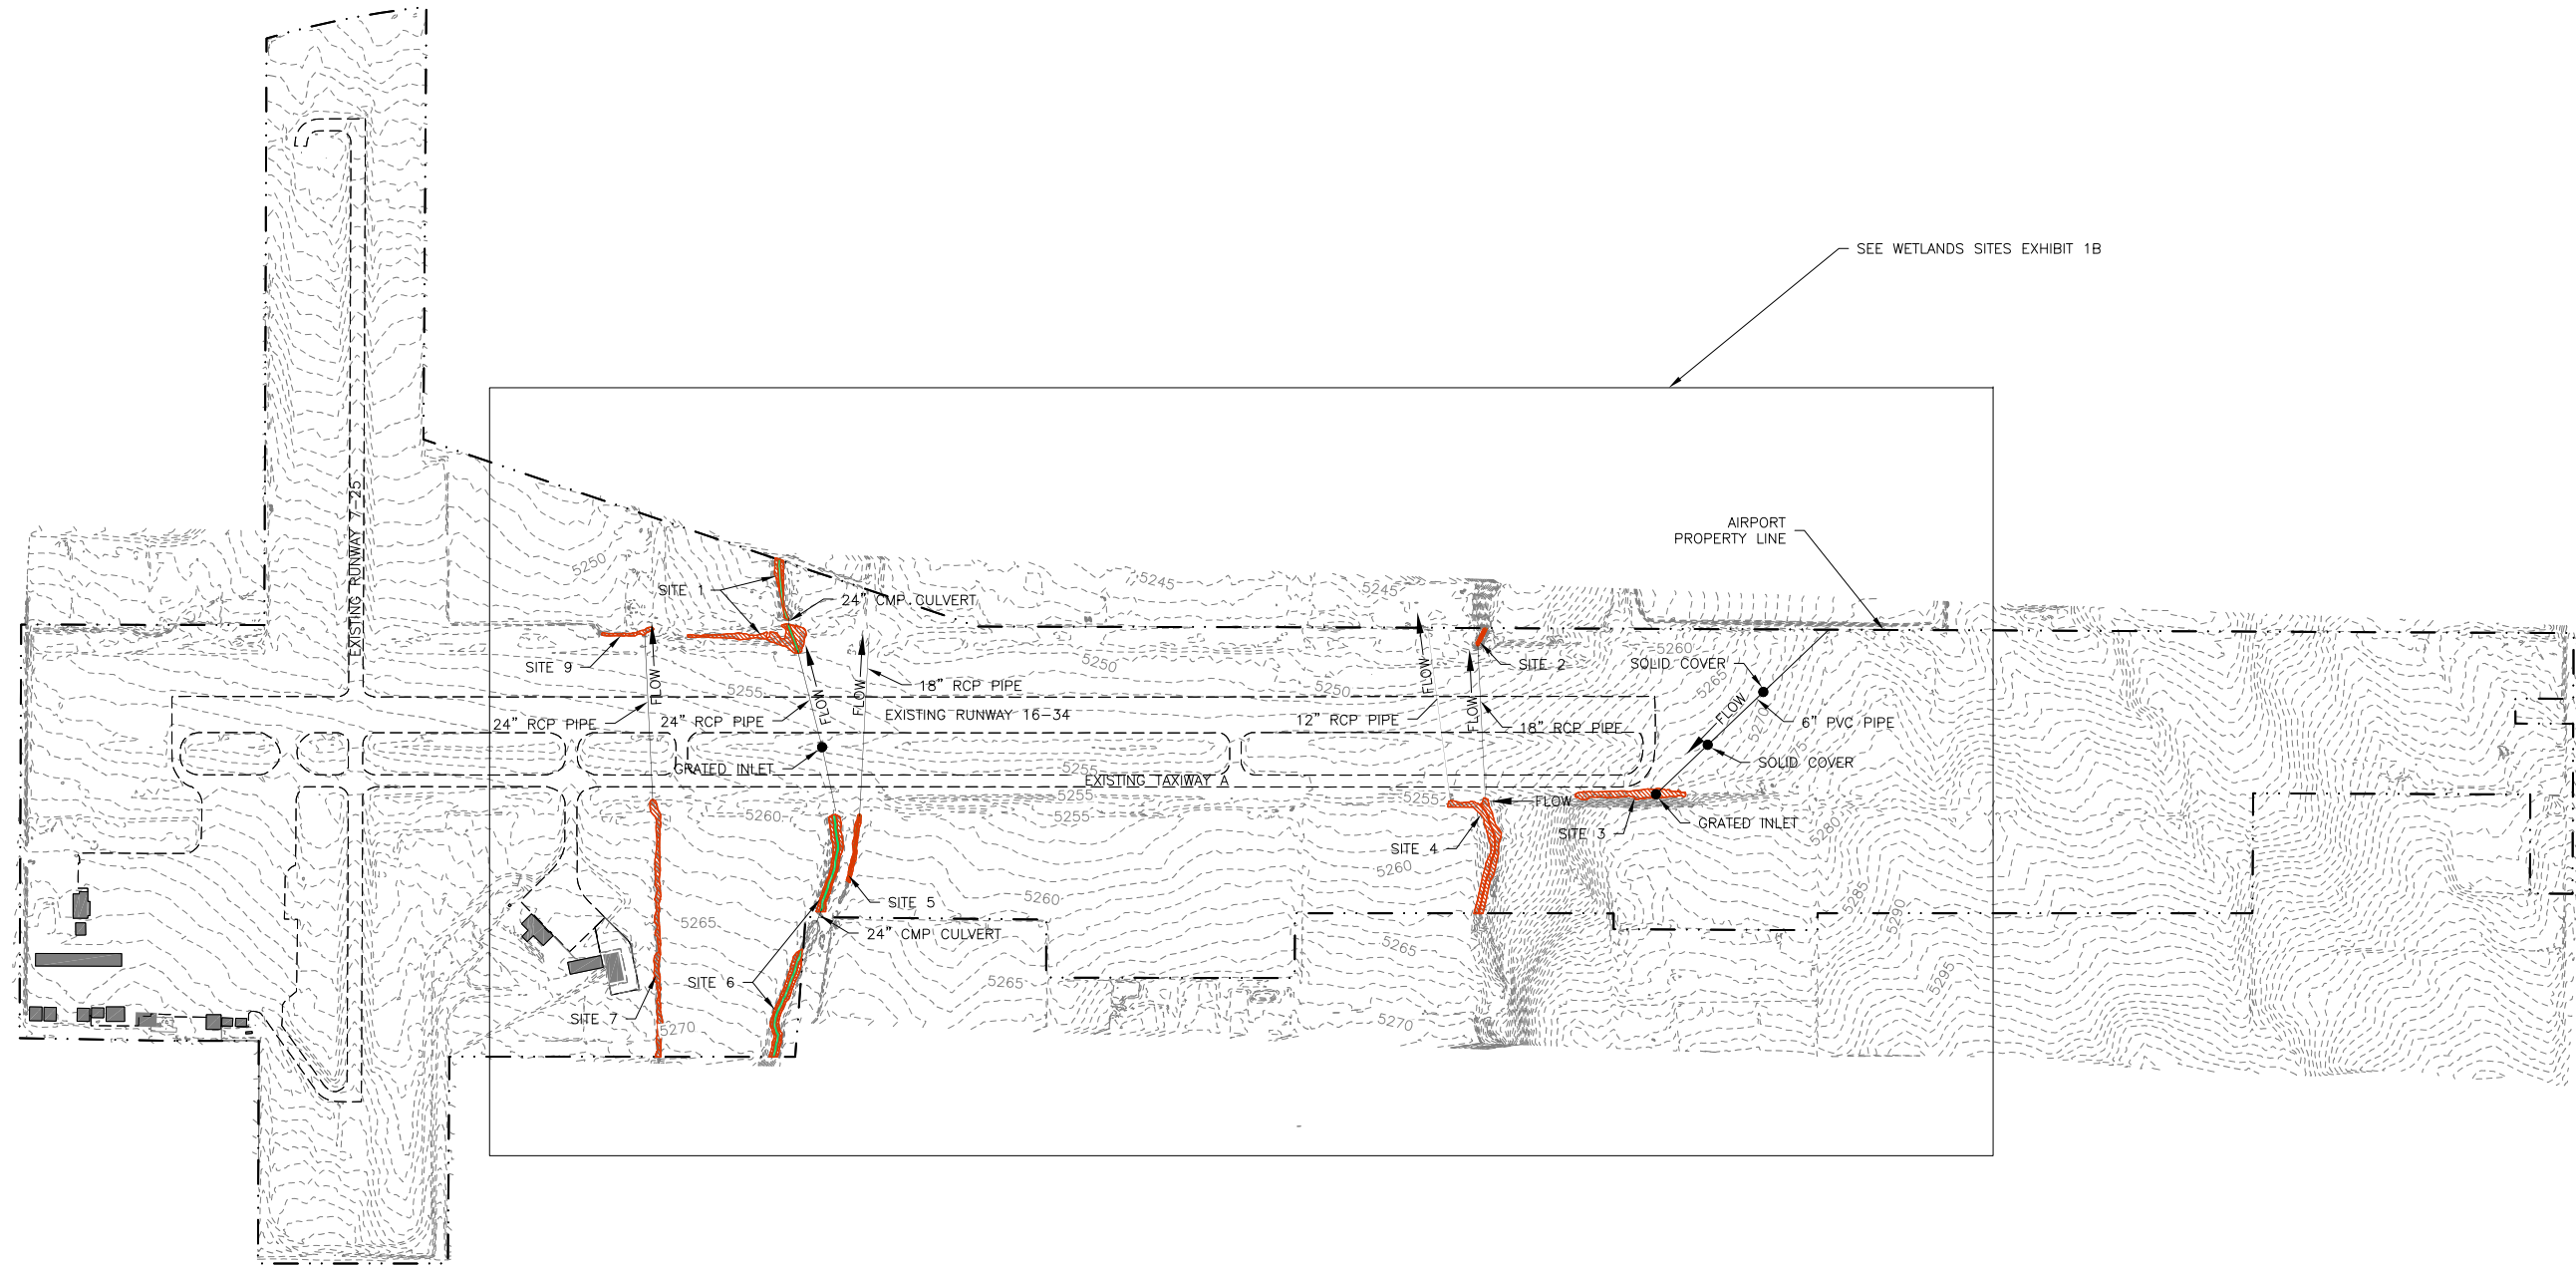 SEE WETLANDS SITES EXHIBIT 1B
EXISTING RUNWAY 7-25
AIRPORT
PROPERTY LINE
5250
5245
5245
SITE 1
24" CMP CULVERT
SITE 9
FLOW
FLOW
FLOW
FLOW
FLOW
5250
5260
SITE 2
SOLID COVER
5265
5255
18" RCP PIPE
5250
24" RCP PIPE
24" RCP PIPE
EXISTING RUNWAY 16-34
12" RCP PIPE
18" RCP PIPE
FLOW
6" PVC PIPE
5270
5275
GRATED INLET
5255
EXISTING TAXIWAY A
SOLID COVER
5255
5255
FLOW
5260
5255
SITE 3
GRATED INLET
5280
SITE 4
5260
5285
5290
SITE 5
5260
5265
24" CMP CULVERT
5265
5295
SITE 6
5265
SITE 7
5270
5270